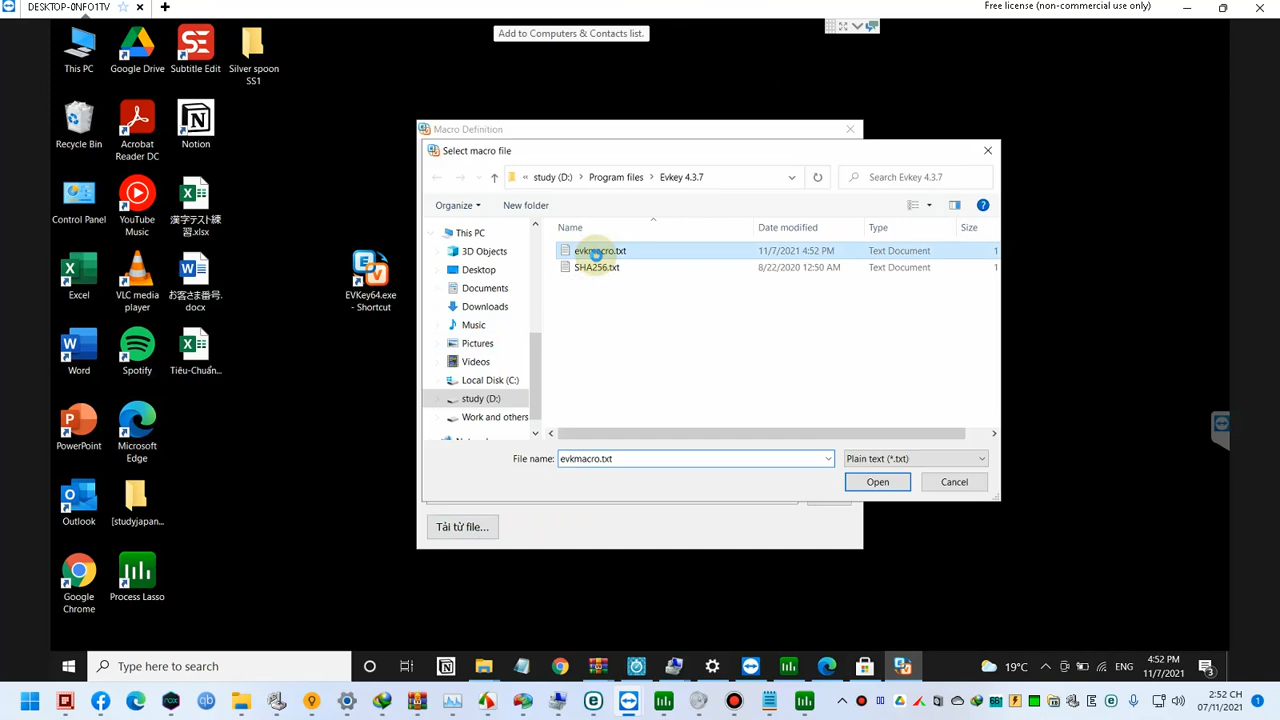 DESKTOP-0NFO1TV
Free license (non-commercial use only)
Add to Computers & Contacts list.
This PC
Google Drive
Subtitle Edit
Silver spoon
SS1
Recycle Bin
Acrobat
Reader DC
Notion
Control Panel
YouTube
Music
漢字テスト練
習.xlsx
Excel
VLC media
player
お客さま番号.
docx
EVKey64.exe
- Shortcut
Word
Spotify
Tiêu-Chuẩn...
PowerPoint
Microsoft
Edge
Outlook
[studyjapan...
Google
Chrome
Process Lasso
Macro Definition
Select macro file
« study (D:) > Program files > Evkey 4.3.7
Search Evkey 4.3.7
Organize
New folder
Name
Date modified
Type
Size
This PC
3D Objects
Desktop
Documents
Downloads
Music
Pictures
Videos
Local Disk (C:)
study (D:)
Work and others
evkmacro.txt 11/7/2021 4:52 PM Text Document 1
SHA256.txt 8/22/2020 12:50 AM Text Document 1
File name: evkmacro.txt
Plain text (*.txt)
Open
Cancel
Tải từ file...
Type here to search
19°C
ENG
4:52 PM
11/7/2021
3
2:52 CH
07/11/2021
1